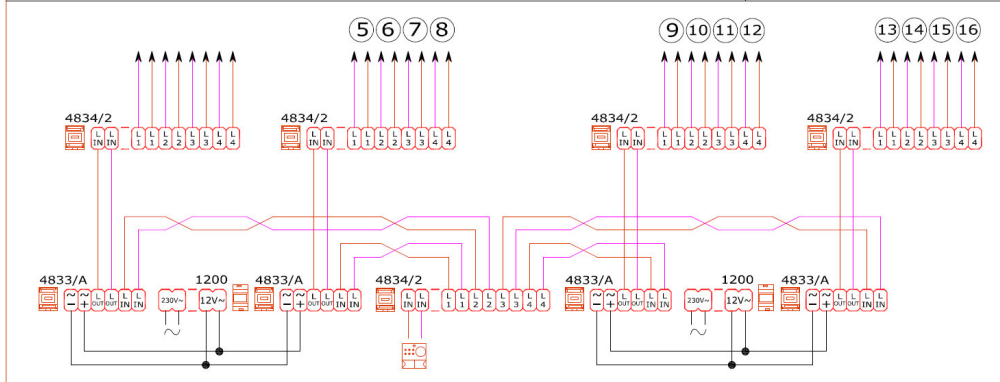 5 6 7 8 9 10 11 12 13 14 15 16
4834/2 4834/2 4834/2 4834/2
L IN L IN L 1 L 1 L 2 L 2 L 3 L 3 L 4 L 4
L IN L IN L 1 L 1 L 2 L 2 L 3 L 3 L 4 L 4
L IN L IN L 1 L 1 L 2 L 2 L 3 L 3 L 4 L 4
L IN L IN L 1 L 1 L 2 L 2 L 3 L 3 L 4 L 4
4833/A 1200 4833/A 4834/2 4833/A 1200 4833/A
~ − ~ + L OUT L OUT L IN L IN 230V~ 12V~
~ − ~ + L OUT L OUT L IN L IN
L IN L IN L 1 L 1 L 2 L 2 L 3 L 3 L 4 L 4
~ − ~ + L OUT L OUT L IN L IN 230V~ 12V~
~ − ~ + L OUT L OUT L IN L IN
~ ~